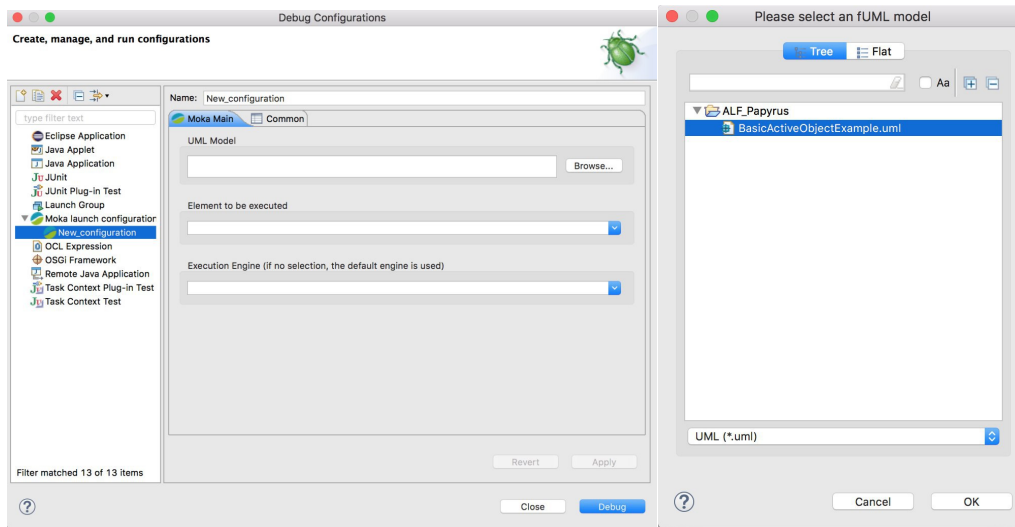 Debug Configurations
Create, manage, and run configurations
type filter text
Eclipse Application
Java Applet
Java Application
JUnit
JUnit Plug-in Test
Launch Group
Moka launch configuration
New_configuration
OCL Expression
OSGi Framework
Remote Java Application
Task Context Plug-in Test
Task Context Test
Filter matched 13 of 13 items
Name: New_configuration
Moka Main
Common
UML Model
Browse...
Element to be executed
Execution Engine (if no selection, the default engine is used)
Revert Apply
? Close Debug
Please select an fUML model
Tree Flat
Aa
ALF_Papyrus
BasicActiveObjectExample.uml
UML (*.uml)
? Cancel OK